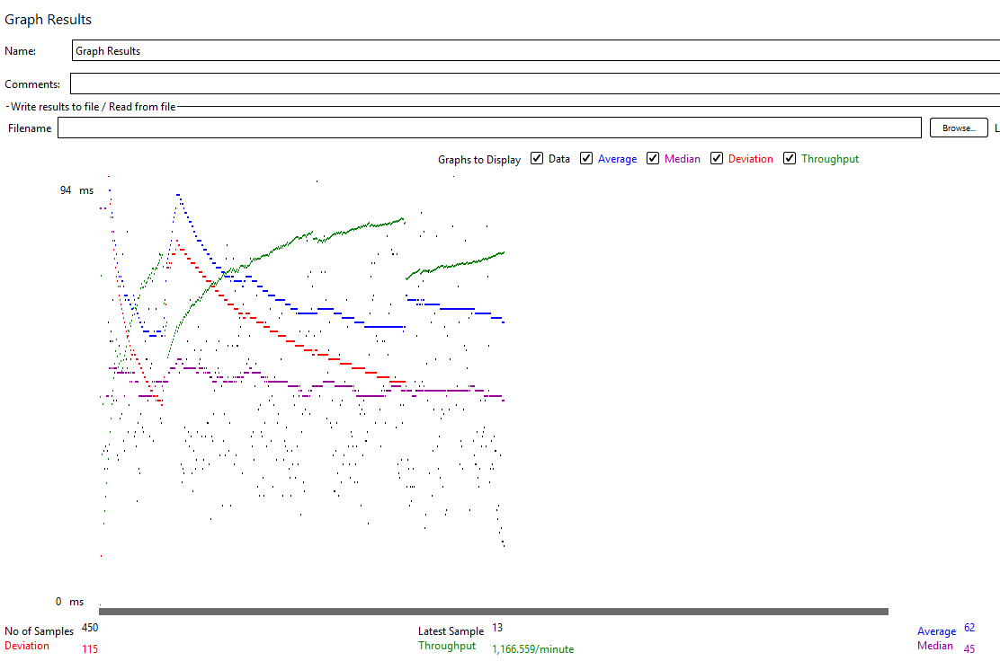 Graph Results
Name: Graph Results
Comments:
Write results to file / Read from file
Filename Browse... L
Graphs to Display Data Average Median Deviation Throughput
94 ms
0 ms
No of Samples 450 Latest Sample 13 Average 62
Deviation 115 Throughput 1,166.559/minute Median 45